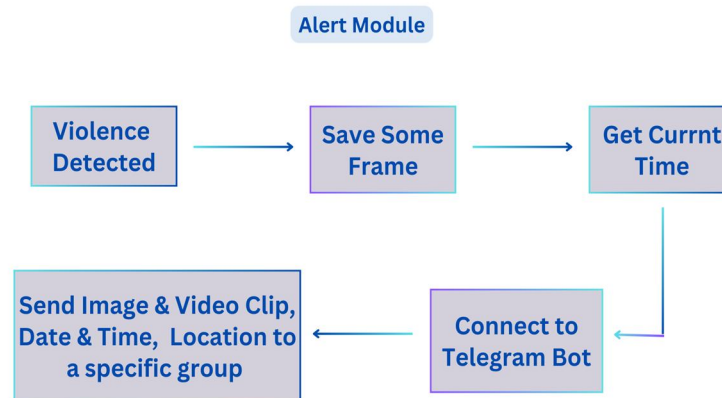 Alert Module
Violence
Detected
Save Some
Frame
Get Currnt
Time
Connect to
Telegram Bot
Send Image & Video Clip,
Date & Time, Location to
a specific group